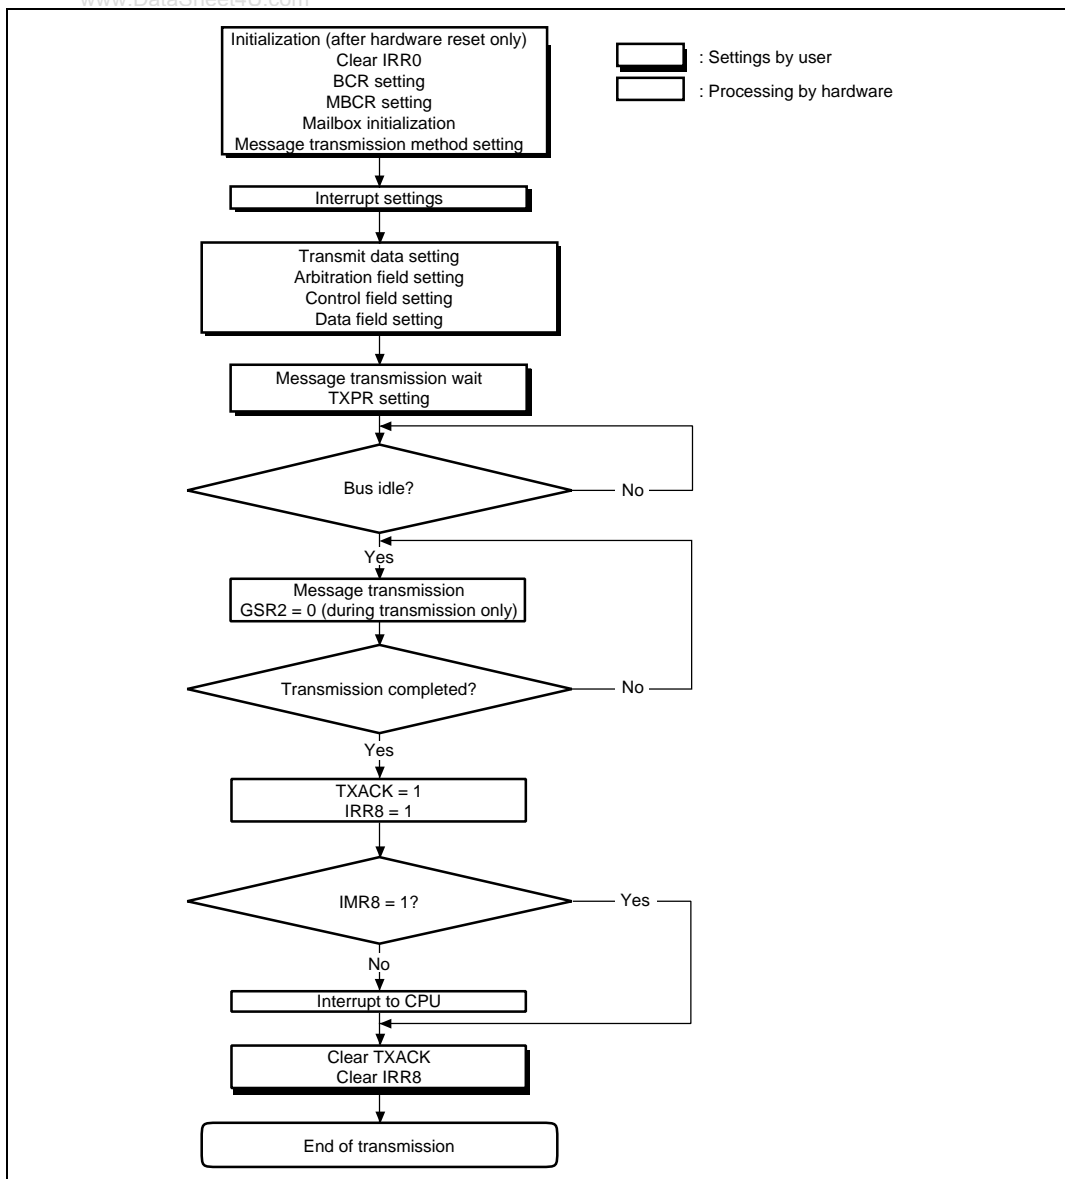 www.DataSheet4U.com
Initialization (after hardware reset only)
Clear IRR0
BCR setting
MBCR setting
Mailbox initialization
Message transmission method setting
: Settings by user
: Processing by hardware
Interrupt settings
Transmit data setting
Arbitration field setting
Control field setting
Data field setting
Message transmission wait
TXPR setting
Bus idle?
No
Yes
Message transmission
GSR2 = 0 (during transmission only)
Transmission completed?
No
Yes
TXACK = 1
IRR8 = 1
IMR8 = 1?
Yes
No
Interrupt to CPU
Clear TXACK
Clear IRR8
End of transmission